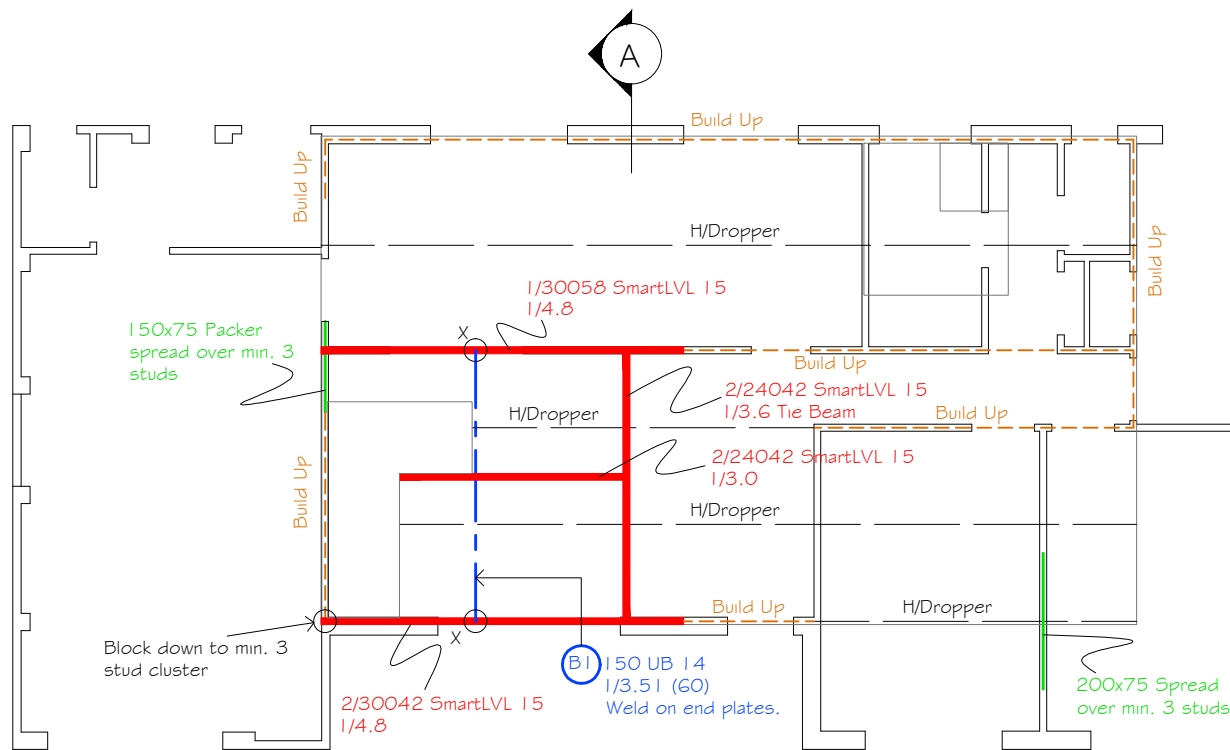 A
Build Up
Build Up
H/Dropper
Build Up
1/30058 SmartLVL 15
1/4.8
150x75 Packer
spread over min. 3
studs
X
Build Up
2/24042 SmartLVL 15
1/3.6 Tie Beam
H/Dropper
Build Up
2/24042 SmartLVL 15
1/3.0
Build Up
H/Dropper
Build Up
H/Dropper
X
Block down to min. 3
stud cluster
B1
150 UB 14
1/3.51 (60)
Weld on end plates.
2/30042 SmartLVL 15
1/4.8
200x75 Spread
over min. 3 studs